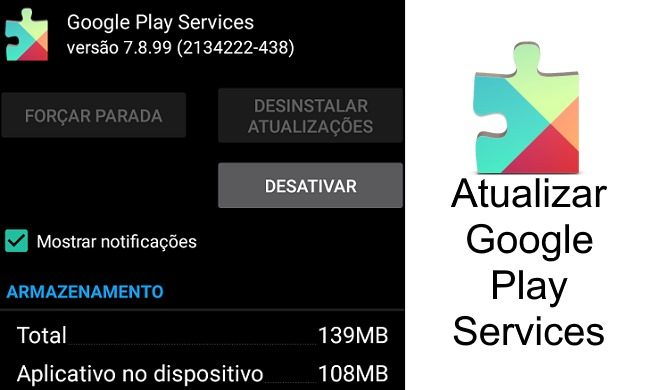 Google Play Services
versão 7.8.99 (2134222-438)
FORÇAR PARADA
DESINSTALAR
ATUALIZAÇÕES
DESATIVAR
Mostrar notificações
ARMAZENAMENTO
Total 139MB
Aplicativo no dispositivo 108MB
Atualizar
Google
Play
Services